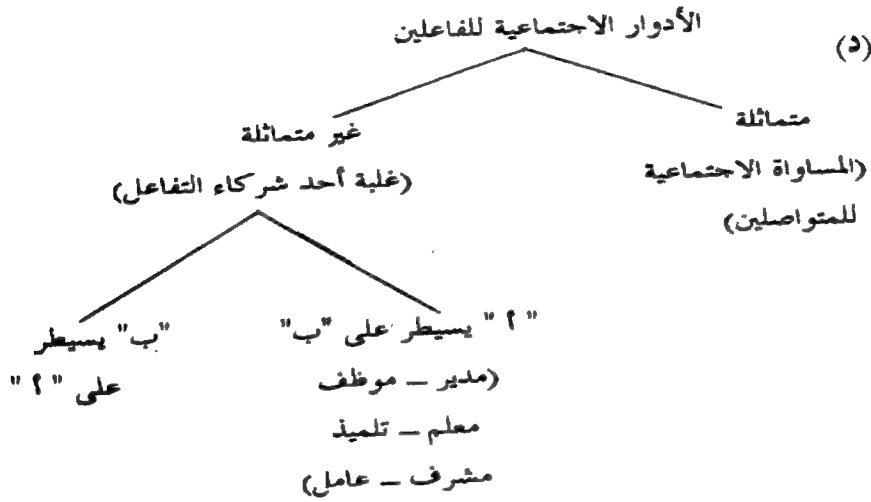 (د)
الأدوار الاجتماعية للفاعلين
متماثلة
(المساواة الاجتماعية
للمتواصلين)
غير متماثلة
(غلبة أحد شركاء التفاعل)
"أ" يسيطر على "ب"
(مدير – موظف
معلم – تلميذ
مشرف – عامل)
"ب" يسيطر
على "أ"